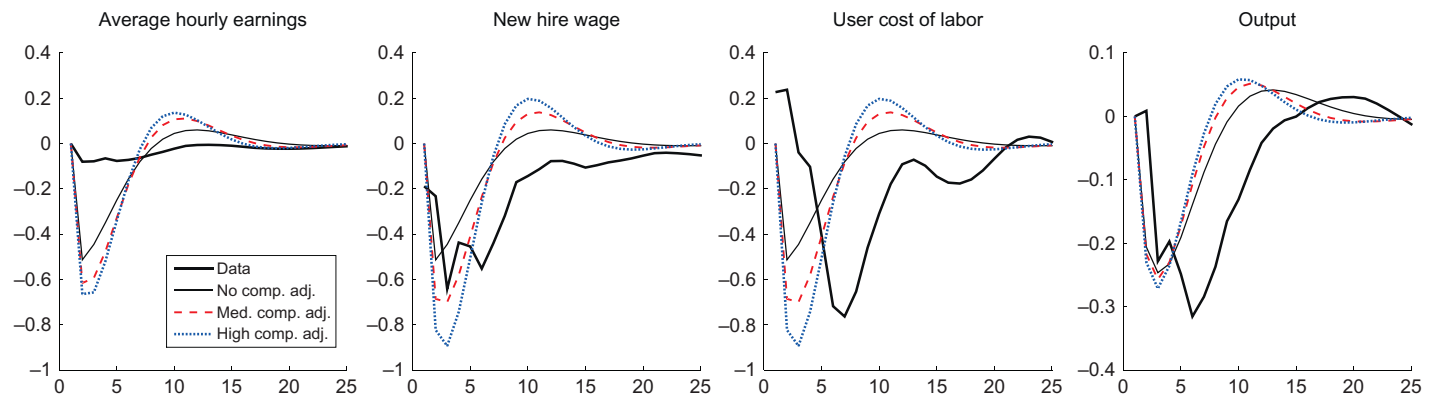 Average hourly earnings
New hire wage
User cost of labor
Output
0.4
0.2
0
–0.2
–0.4
–0.6
–0.8
–1
0 5 10 15 20 25
Data
No comp. adj.
Med. comp. adj.
High comp. adj.
0.4
0.2
0
–0.2
–0.4
–0.6
–0.8
–1
0 5 10 15 20 25
0.4
0.2
0
–0.2
–0.4
–0.6
–0.8
–1
0 5 10 15 20 25
0.1
0
–0.1
–0.2
–0.3
–0.4
0 5 10 15 20 25